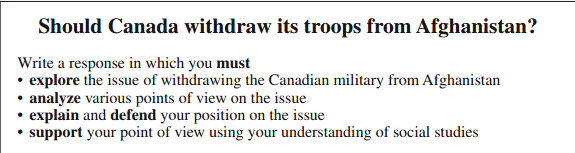 Should Canada withdraw its troops from Afghanistan?
Write a response in which you must
• explore the issue of withdrawing the Canadian military from Afghanistan
• analyze various points of view on the issue
• explain and defend your position on the issue
• support your point of view using your understanding of social studies